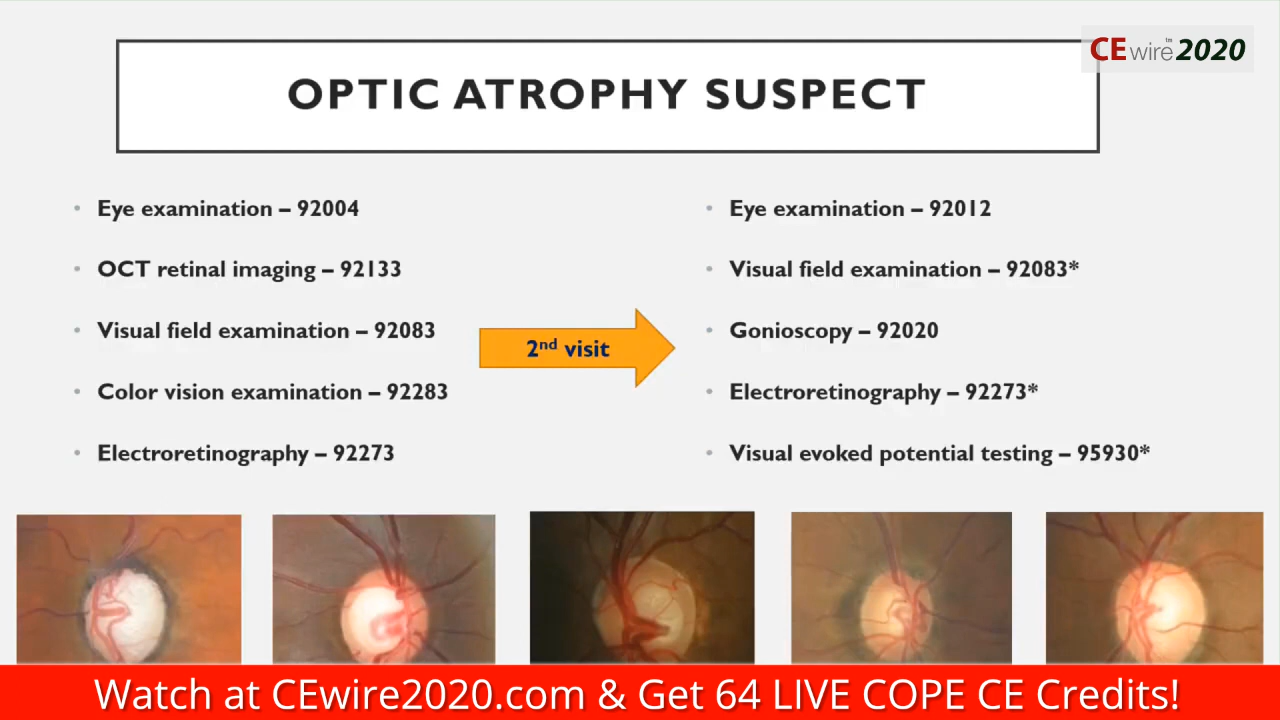 CEwire™2020
OPTIC ATROPHY SUSPECT
• Eye examination – 92004
• OCT retinal imaging – 92133
• Visual field examination – 92083
• Color vision examination – 92283
• Electroretinography – 92273
2nd visit
• Eye examination – 92012
• Visual field examination – 92083*
• Gonioscopy – 92020
• Electroretinography – 92273*
• Visual evoked potential testing – 95930*
Watch at CEwire2020.com & Get 64 LIVE COPE CE Credits!